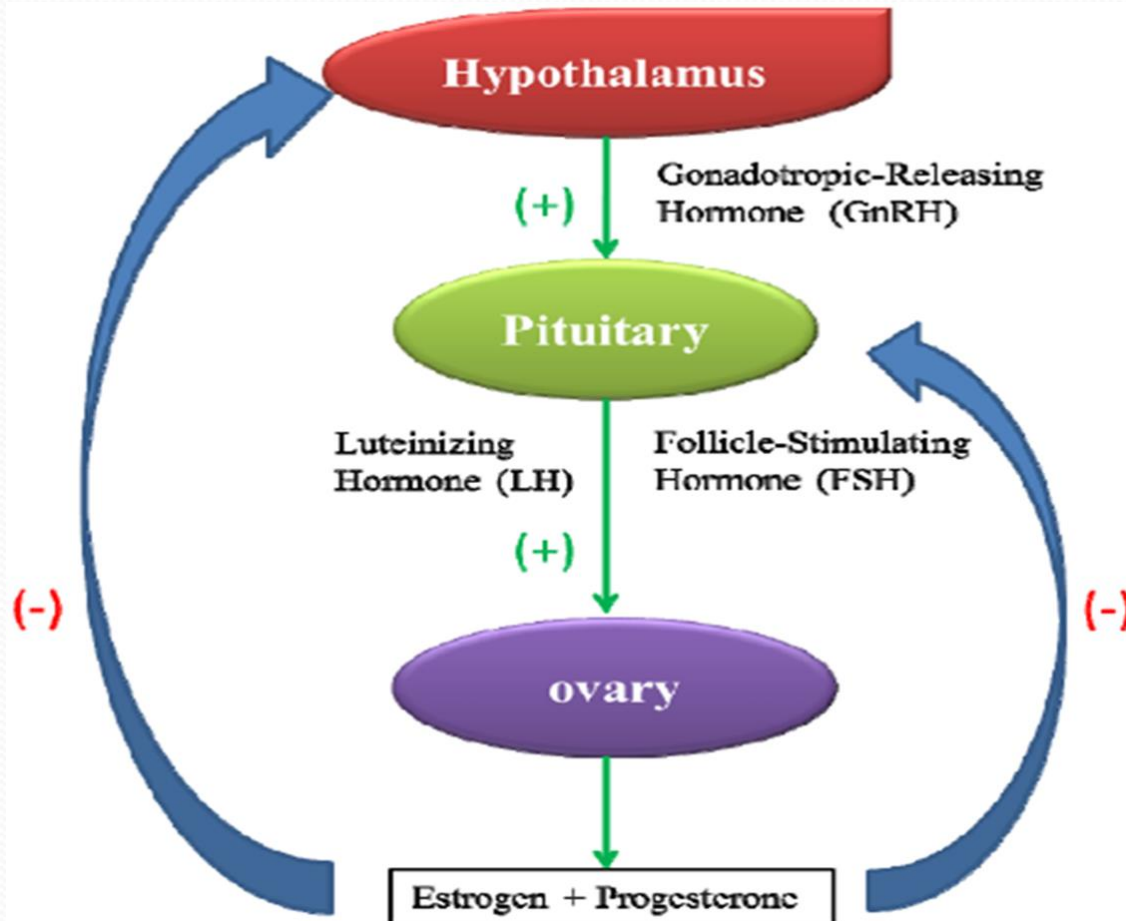 Hypothalamus
(+)
Gonadotropic-Releasing
Hormone (GnRH)
Pituitary
Luteinizing
Hormone (LH)
Follicle-Stimulating
Hormone (FSH)
(+)
(-)
(-)
ovary
Estrogen + Progesterone